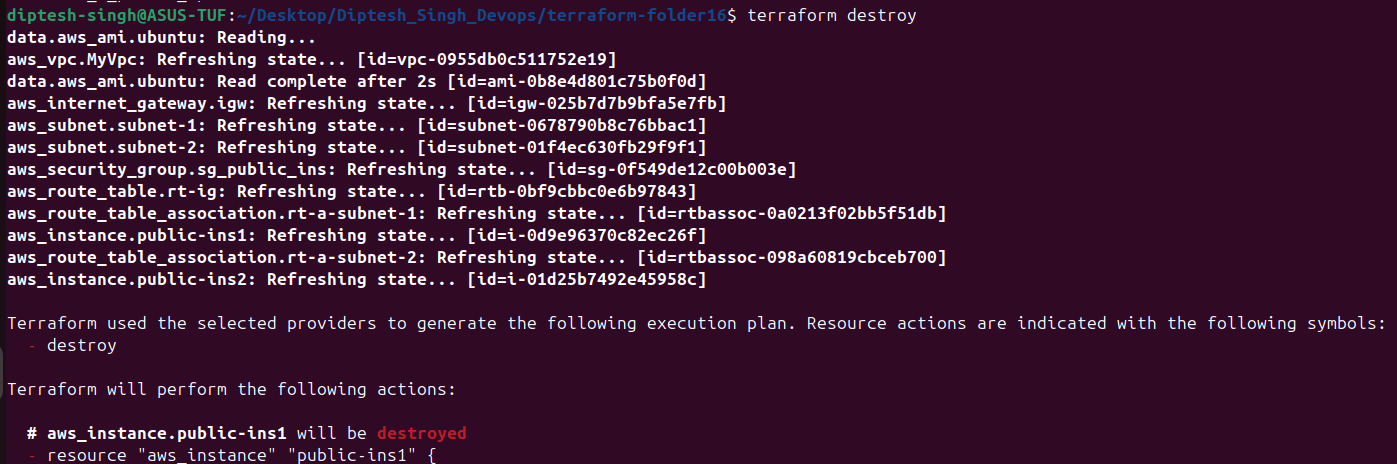 diptesh-singh@ASUS-TUF:~/Desktop/Diptesh_Singh_Devops/terraform-folder16$ terraform destroy
data.aws_ami.ubuntu: Reading...
aws_vpc.MyVpc: Refreshing state... [id=vpc-0955db0c511752e19]
data.aws_ami.ubuntu: Read complete after 2s [id=ami-0b8e4d801c75b0f0d]
aws_internet_gateway.igw: Refreshing state... [id=igw-025b7d7b9bfa5e7fb]
aws_subnet.subnet-1: Refreshing state... [id=subnet-0678790b8c76bbac1]
aws_subnet.subnet-2: Refreshing state... [id=subnet-01f4ec630fb29f9f1]
aws_security_group.sg_public_ins: Refreshing state... [id=sg-0f549de12c00b003e]
aws_route_table.rt-ig: Refreshing state... [id=rtb-0bf9cbbc0e6b97843]
aws_route_table_association.rt-a-subnet-1: Refreshing state... [id=rtbassoc-0a0213f02bb5f51db]
aws_instance.public-ins1: Refreshing state... [id=i-0d9e96370c82ec26f]
aws_route_table_association.rt-a-subnet-2: Refreshing state... [id=rtbassoc-098a60819cbceb700]
aws_instance.public-ins2: Refreshing state... [id=i-01d25b7492e45958c]
Terraform used the selected providers to generate the following execution plan. Resource actions are indicated with the following symbols:
- destroy
Terraform will perform the following actions:
# aws_instance.public-ins1 will be destroyed
- resource "aws_instance" "public-ins1" {